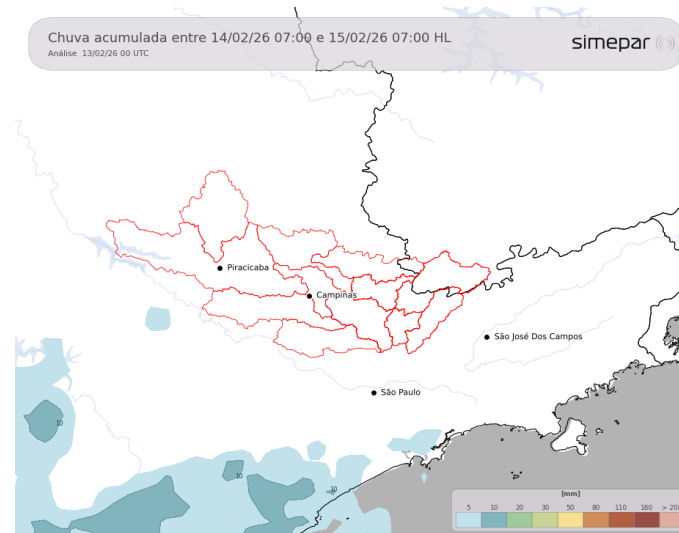 Chuva acumulada entre 14/02/26 07:00 e 15/02/26 07:00 HL
Análise 13/02/26 00 UTC
simepar
Piracicaba
Campinas
São José Dos Campos
São Paulo
10
10
10
[mm]
5 10 20 30 50 80 110 160 > 200